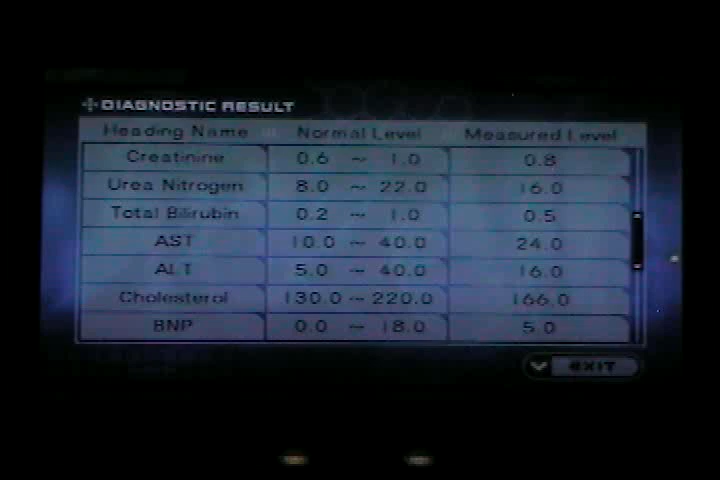 DIAGNOSTIC RESULT
Heading Name Normal Level Measured Level
Creatinine 0.6 ~ 1.0 0.8
Urea Nitrogen 8.0 ~ 22.0 16.0
Total Bilirubin 0.2 ~ 1.0 0.5
AST 10.0 ~ 40.0 24.0
ALT 5.0 ~ 40.0 16.0
Cholesterol 130.0 ~ 220.0 166.0
BNP 0.0 ~ 18.0 5.0
EXIT